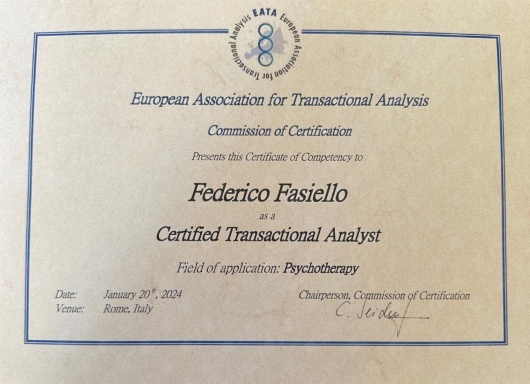 EATA European Association for Transactional Analysis
European Association for Transactional Analysis
Commission of Certification
Presents this Certificate of Competency to
Federico Fasiello
as a
Certified Transactional Analyst
Field of application: Psychotherapy
Date: January 20th, 2024
Chairperson, Commission of Certification
Venue: Rome, Italy